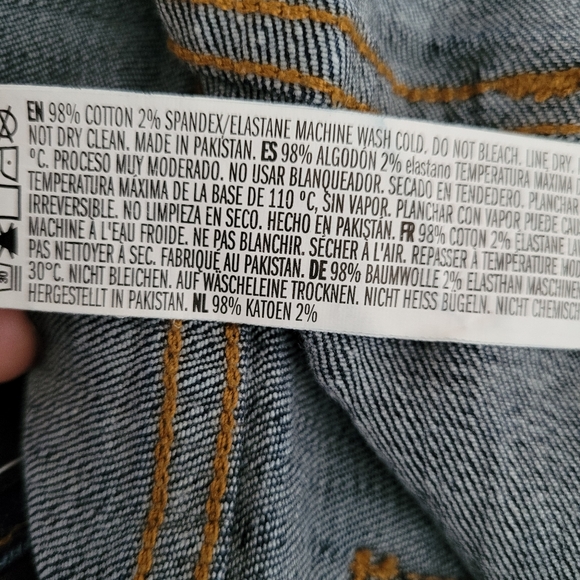 EN 98% COTTON 2% SPANDEX/ELASTANE MACHINE WASH COLD. DO NOT BLEACH. LINE DRY.
NOT DRY CLEAN. MADE IN PAKISTAN. ES 98% ALGODÓN 2% elastano TEMPERATURA MÁXIMA
ºC. PROCESO MUY MODERADO. NO USAR BLANQUEADOR. SECADO EN TENDEDERO. PLANCHAR
TEMPERATURA MÁXIMA DE LA BASE DE 110 ºC, SIN VAPOR. PLANCHAR CON VAPOR PUEDE
IRREVERSIBLE. NO LIMPIEZA EN SECO. HECHO EN PAKISTÁN. FR 98% COTON 2% ÉLASTANE
MACHINE À L'EAU FROIDE. NE PAS BLANCHIR. SÉCHER À L'AIR. REPASSER À TEMPÉRATURE
PAS NETTOYER À SEC. FABRIQUÉ AU PAKISTAN. DE 98% BAUMWOLLE 2% ELASTHAN
30°C. NICHT BLEICHEN. AUF WÄSCHELEINE TROCKNEN. NICHT HEISS BÜGELN. NICHT
HERGESTELLT IN PAKISTAN. NL 98% KATOEN 2%